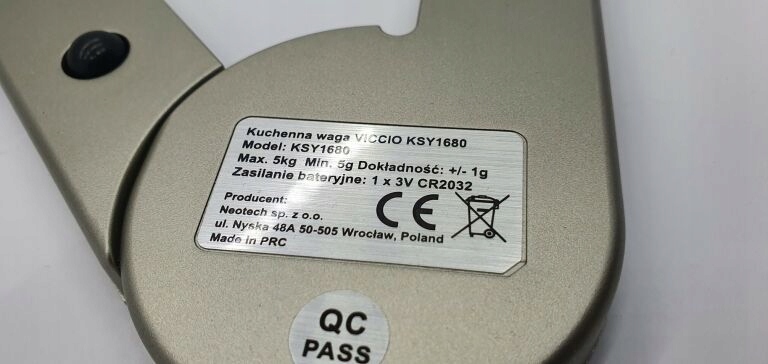 Kuchenna waga VICCIO KSY1680
Model: KSY1680
Max. 5kg Min. 5g Dokładność: +/- 1g
Zasilanie bateryjne: 1 x 3V CR2032
Producent:
Neotech sp. z o.o.
ul. Nyska 48A 50-505 Wrocław, Poland
Made in PRC
CE
QC
PASS